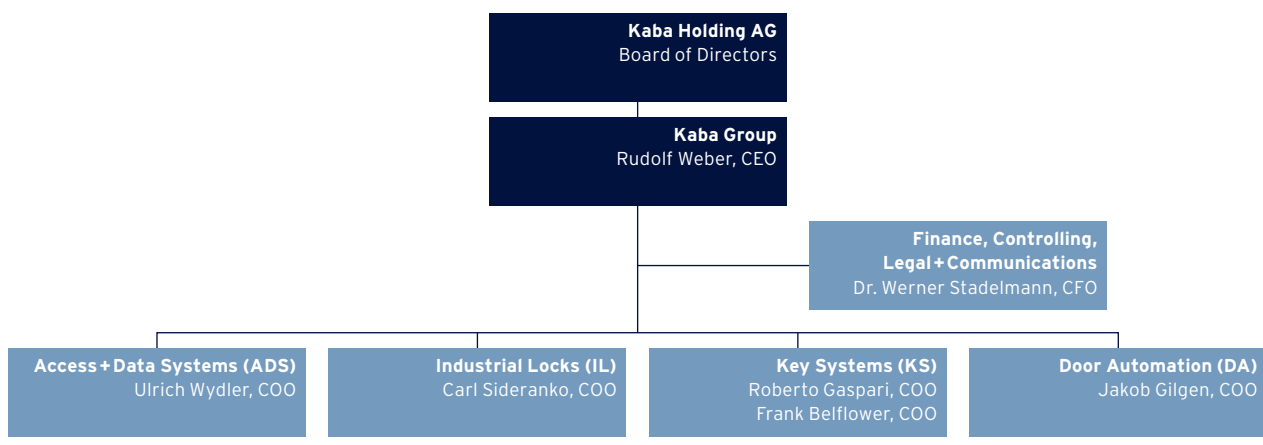 Kaba Holding AG
Board of Directors
Kaba Group
Rudolf Weber, CEO
Finance, Controlling,
Legal+Communications
Dr. Werner Stadelmann, CFO
Access+Data Systems (ADS)
Ulrich Wydler, COO
Industrial Locks (IL)
Carl Sideranko, COO
Key Systems (KS)
Roberto Gaspari, COO
Frank Belflower, COO
Door Automation (DA)
Jakob Gilgen, COO